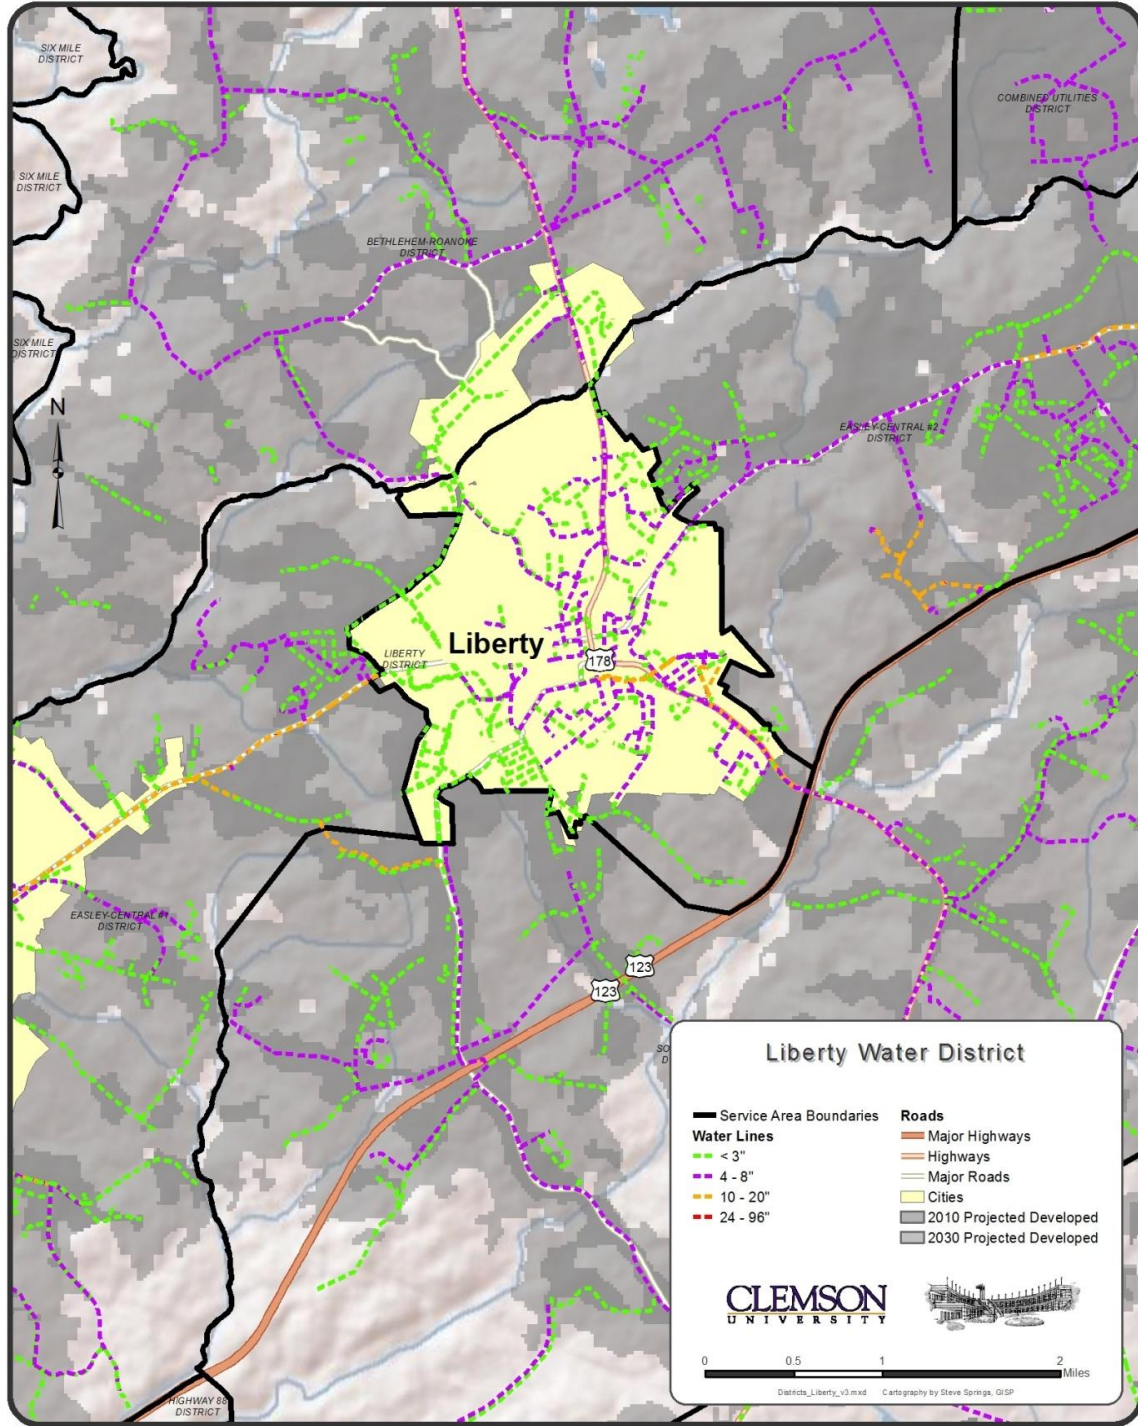 SIX MILE
DISTRICT
COMBINED UTILITIES
DISTRICT
SIX MILE
DISTRICT
BETHLEHEM-ROANOKE
DISTRICT
SIX MILE
DISTRICT
N
EASLEY-CENTRAL #2
DISTRICT
Liberty
LIBERTY
DISTRICT
178
EASLEY-CENTRAL #1
DISTRICT
123
123
SO
D
Liberty Water District
Service Area Boundaries
Water Lines
< 3"
4 - 8"
10 - 20"
24 - 96"
Roads
Major Highways
Highways
Major Roads
Cities
2010 Projected Developed
2030 Projected Developed
CLEMSON
UNIVERSITY
0 0.5 1 2
Miles
Districts_Liberty_v3.mxd Cartography by Steve Springs, GISP
HIGHWAY 88
DISTRICT